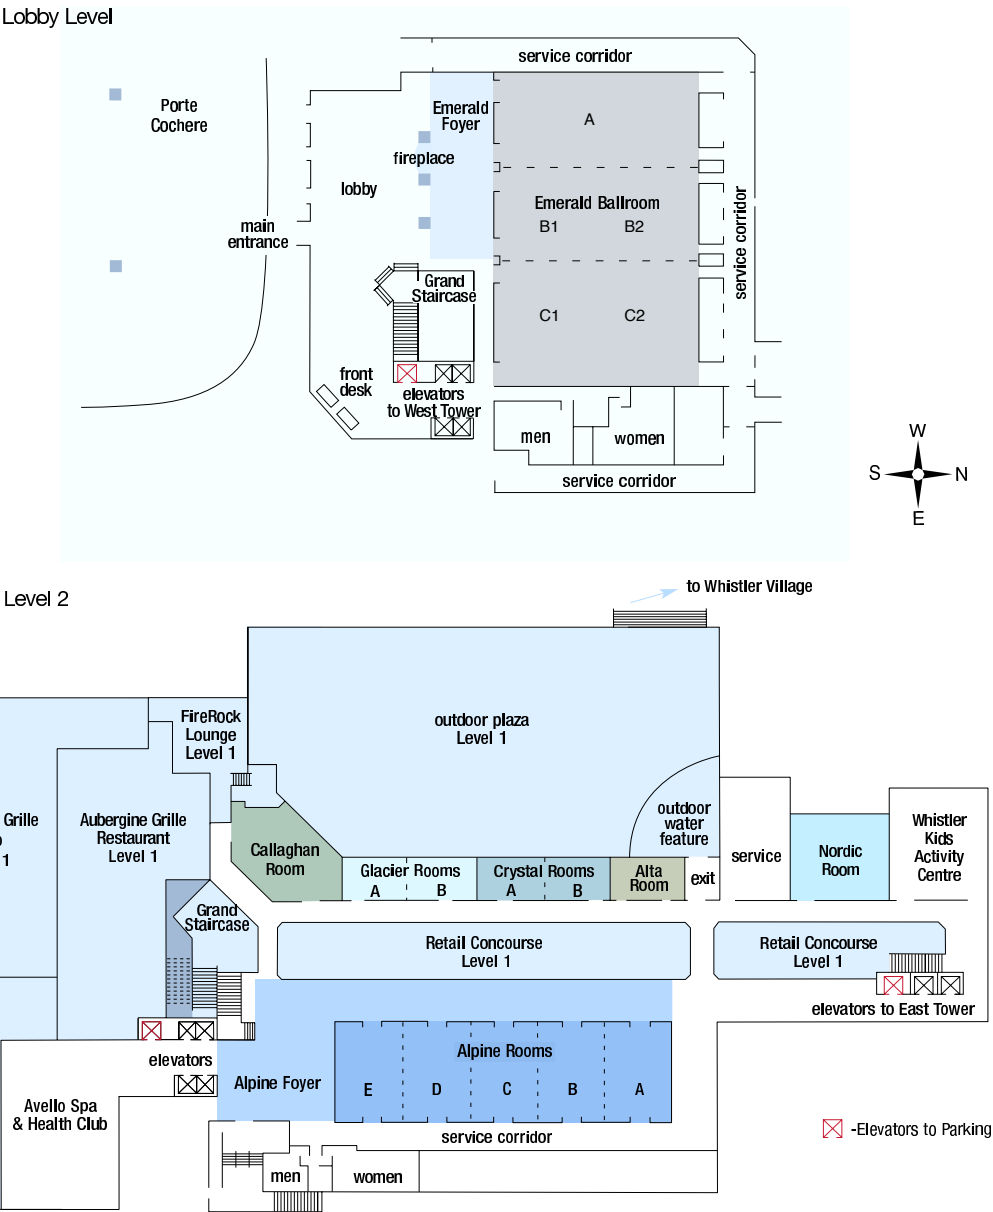 Lobby Level
service corridor
Porte
Cochere
Emerald
Foyer
A
fireplace
lobby
Emerald Ballroom
B1 B2
main
entrance
service corridor
Grand
Staircase
C1 C2
front
desk
elevators
to West Tower
men
women
service corridor
W
S N
E
Level 2
to Whistler Village
FireRock
Lounge
Level 1
outdoor plaza
Level 1
Grille
1
Aubergine Grille
Restaurant
Level 1
outdoor
water
feature
Callaghan
Room
Glacier Rooms
A B
Crystal Rooms
A B
Alta
Room
exit
service
Nordic
Room
Whistler
Kids
Activity
Centre
Grand
Staircase
Retail Concourse
Level 1
Retail Concourse
Level 1
elevators to East Tower
elevators
Alpine Foyer
Alpine Rooms
E D C B A
Avello Spa
& Health Club
service corridor
men
women
-Elevators to Parking